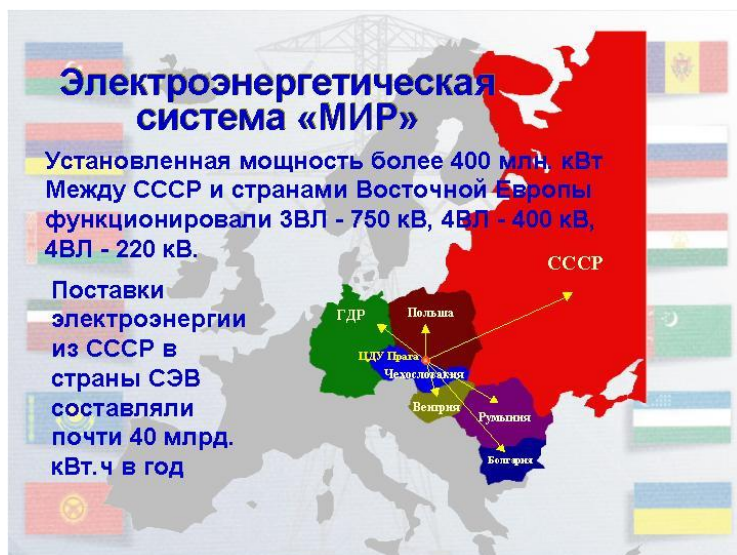 Электроэнергетическая
система «МИР»
Установленная мощность более 400 млн. кВт
Между СССР и странами Восточной Европы
функционировали 3ВЛ - 750 кВ, 4ВЛ - 400 кВ,
4ВЛ - 220 кВ.
СССР
Поставки
электроэнергии
из СССР в
страны СЭВ
составляли
почти 40 млрд.
кВт.ч в год
ГДР
Польша
ЦДУ Прага
Чехословакия
Венгрия
Румыния
Болгария